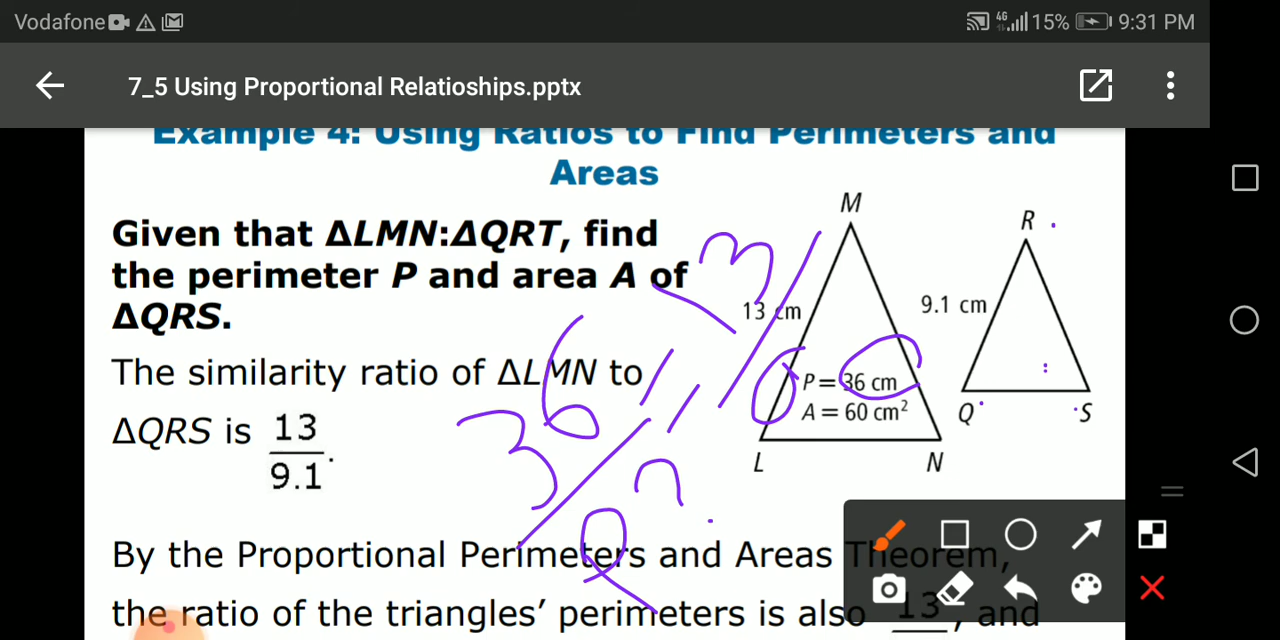 Vodafone 4G 15% 9:31 PM
7_5 Using Proportional Relatioships.pptx
Example 4: Using Ratios to Find Perimeters and
Areas
Given that ΔLMN:ΔQRT, find
the perimeter P and area A of
ΔQRS.
The similarity ratio of ΔLMN to
ΔQRS is 13/9.1.
M
R
13 cm
9.1 cm
P = 36 cm
A = 60 cm²
L
N
Q
S
36
13
By the Proportional Perimeters and Areas Theorem,
the ratio of the triangles’ perimeters is also 13, and